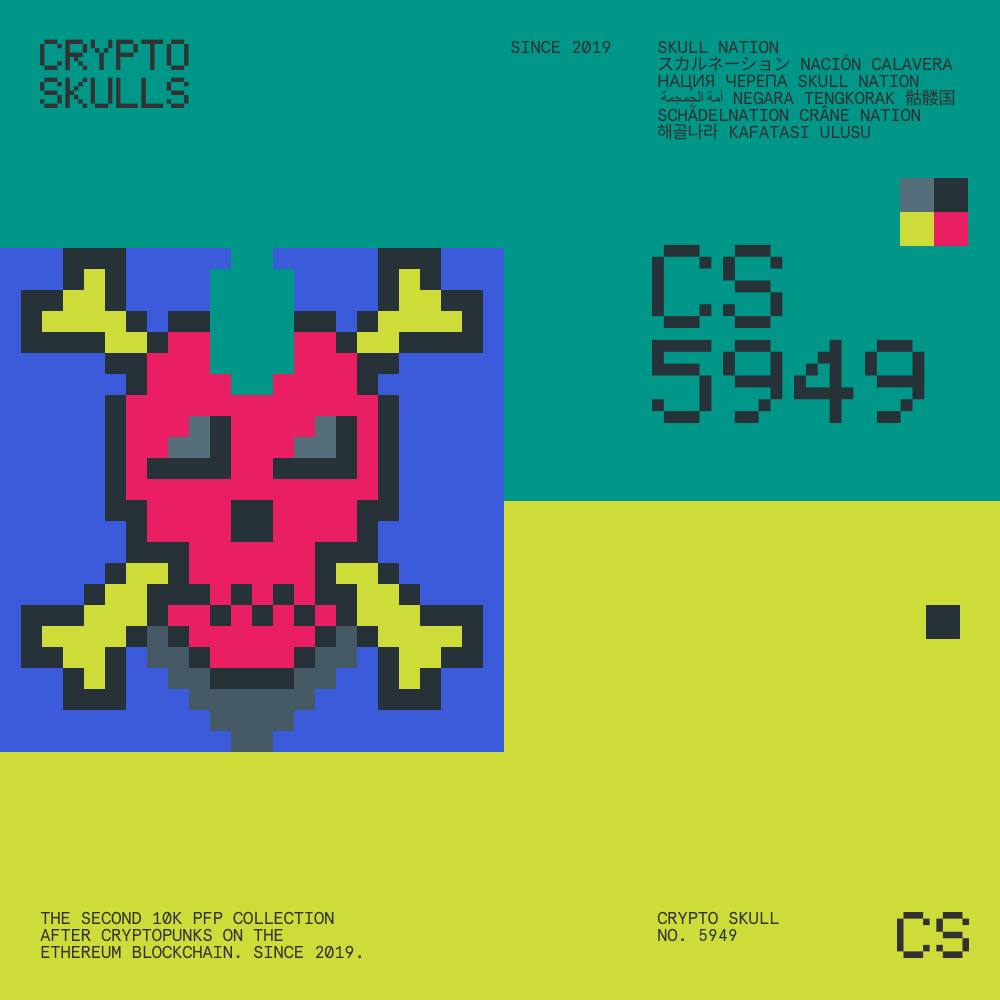 CRYPTO
SKULLS
SINCE 2019
SKULL NATION
スカルネーション NACIÓN CALAVERA
НАЦИЯ ЧЕРЕПА SKULL NATION
أمة الجمجمة NEGARA TENGKORAK 骷髅国
SCHÄDELNATION CRÂNE NATION
해골나라 KAFATASI ULUSU
CS
5949
THE SECOND 10K PFP COLLECTION
AFTER CRYPTOPUNKS ON THE
ETHEREUM BLOCKCHAIN. SINCE 2019.
CRYPTO SKULL
NO. 5949
CS